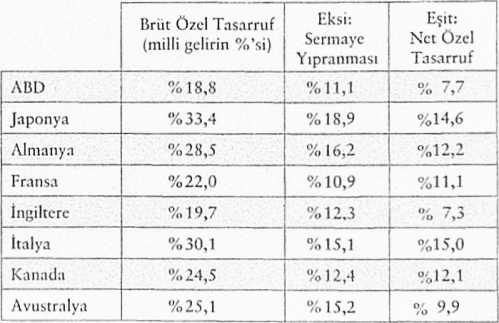 Brüt Özel Tasarruf (milli gelirin %'si) Eksi: Sermaye Yıpranması Eşit: Net Özel Tasarruf
ABD %18,8 %11,1 % 7,7
Japonya %33,4 %18,9 %14,6
Almanya %28,5 %16,2 %12,2
Fransa %22,0 %10,9 %11,1
İngiltere %19,7 %12,3 % 7,3
İtalya %30,1 %15,1 %15,0
Kanada %24,5 %12,4 %12,1
Avustralya %25,1 %15,2 % 9,9